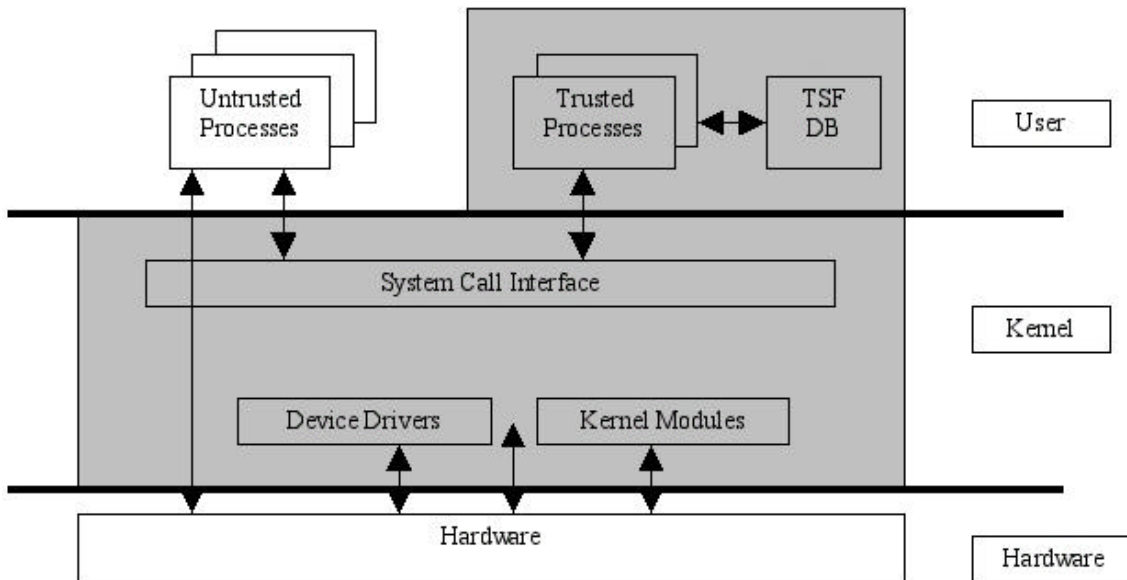 Untrusted
Processes
Trusted
Processes
TSF
DB
User
System Call Interface
Kernel
Device Drivers
Kernel Modules
Hardware
Hardware